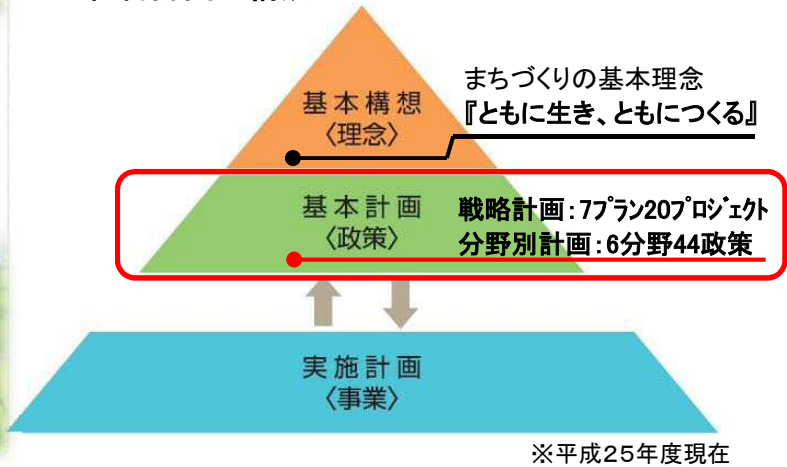 まちづくりの基本理念
『ともに生き、ともにつくる』
基本構想
〈理念〉
基本計画
〈政策〉
戦略計画:7プラン20プロジェクト
分野別計画:6分野44政策
実施計画
〈事業〉
※平成25年度現在